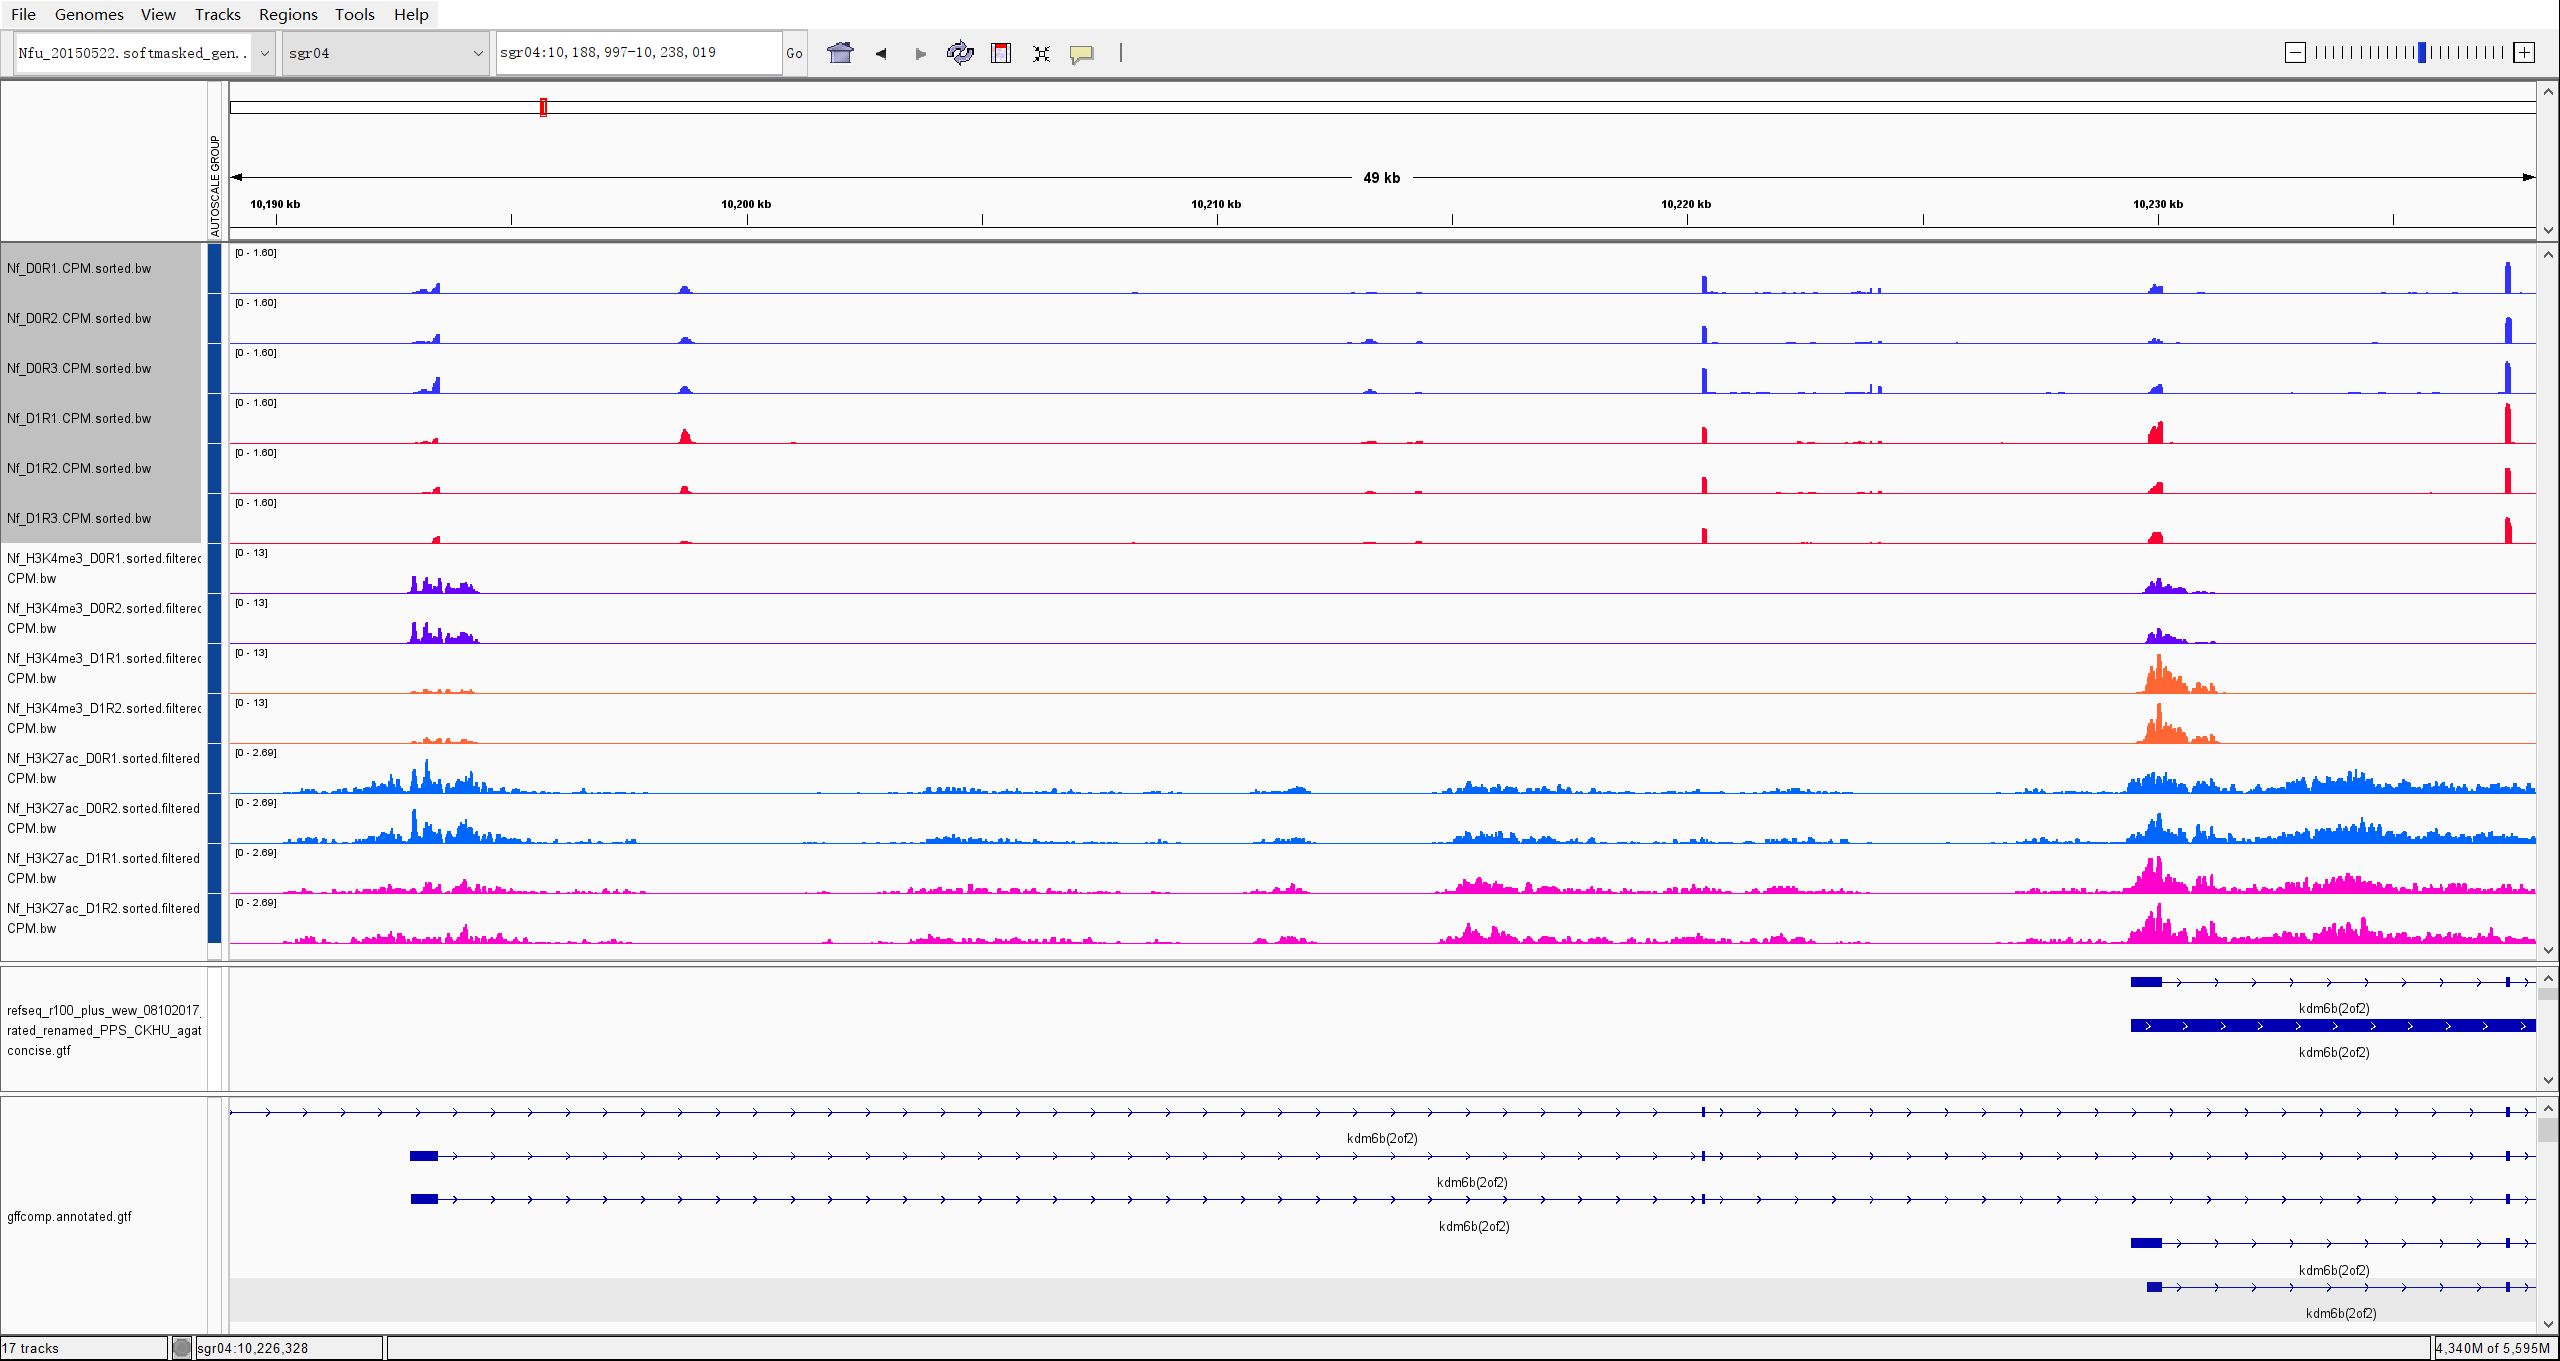 File Genomes View Tracks Regions Tools Help
Nfu_20150522.softmasked_gen.. sgr04 sgr04:10,188,997-10,238,019 Go
AUTOSCALE GROUP
49 kb
10,190 kb 10,200 kb 10,210 kb 10,220 kb 10,230 kb
[0 - 1.60]
Nf_D0R1.CPM.sorted.bw
[0 - 1.60]
Nf_D0R2.CPM.sorted.bw
[0 - 1.60]
Nf_D0R3.CPM.sorted.bw
[0 - 1.60]
Nf_D1R1.CPM.sorted.bw
[0 - 1.60]
Nf_D1R2.CPM.sorted.bw
[0 - 1.60]
Nf_D1R3.CPM.sorted.bw
[0 - 13]
Nf_H3K4me3_D0R1.sorted.filtered
CPM.bw
[0 - 13]
Nf_H3K4me3_D0R2.sorted.filtered
CPM.bw
[0 - 13]
Nf_H3K4me3_D1R1.sorted.filtered
CPM.bw
[0 - 13]
Nf_H3K4me3_D1R2.sorted.filtered
CPM.bw
[0 - 2.69]
Nf_H3K27ac_D0R1.sorted.filtered
CPM.bw
[0 - 2.69]
Nf_H3K27ac_D0R2.sorted.filtered
CPM.bw
[0 - 2.69]
Nf_H3K27ac_D1R1.sorted.filtered
CPM.bw
[0 - 2.69]
Nf_H3K27ac_D1R2.sorted.filtered
CPM.bw
refseq_r100_plus_wew_08102017_
rated_renamed_PPS_CKHU_agat
concise.gtf
kdm6b(2of2)
kdm6b(2of2)
gffcomp.annotated.gtf
kdm6b(2of2)
kdm6b(2of2)
kdm6b(2of2)
kdm6b(2of2)
kdm6b(2of2)
17 tracks sgr04:10,226,328 4,340M of 5,595M